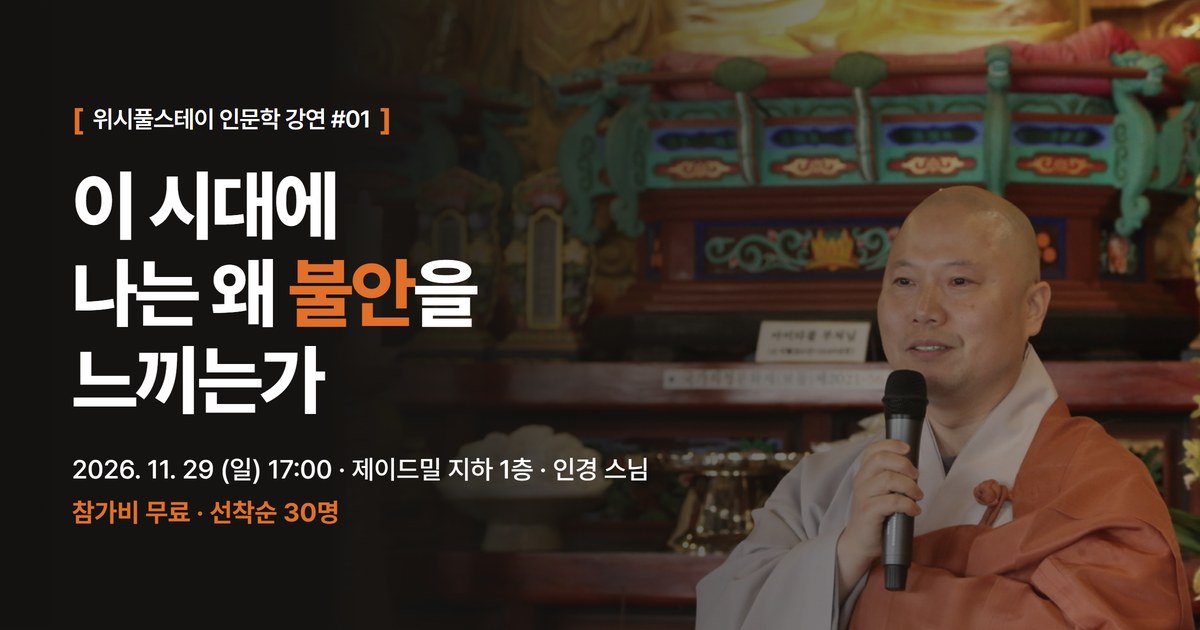 [ 위시풀스테이 인문학 강연 #01 ]
이 시대에
나는 왜 불안을
느끼는가
2026. 11. 29 (일) 17:00 · 제이드밀 지하 1층 · 인경 스님
참가비 무료 · 선착순 30명